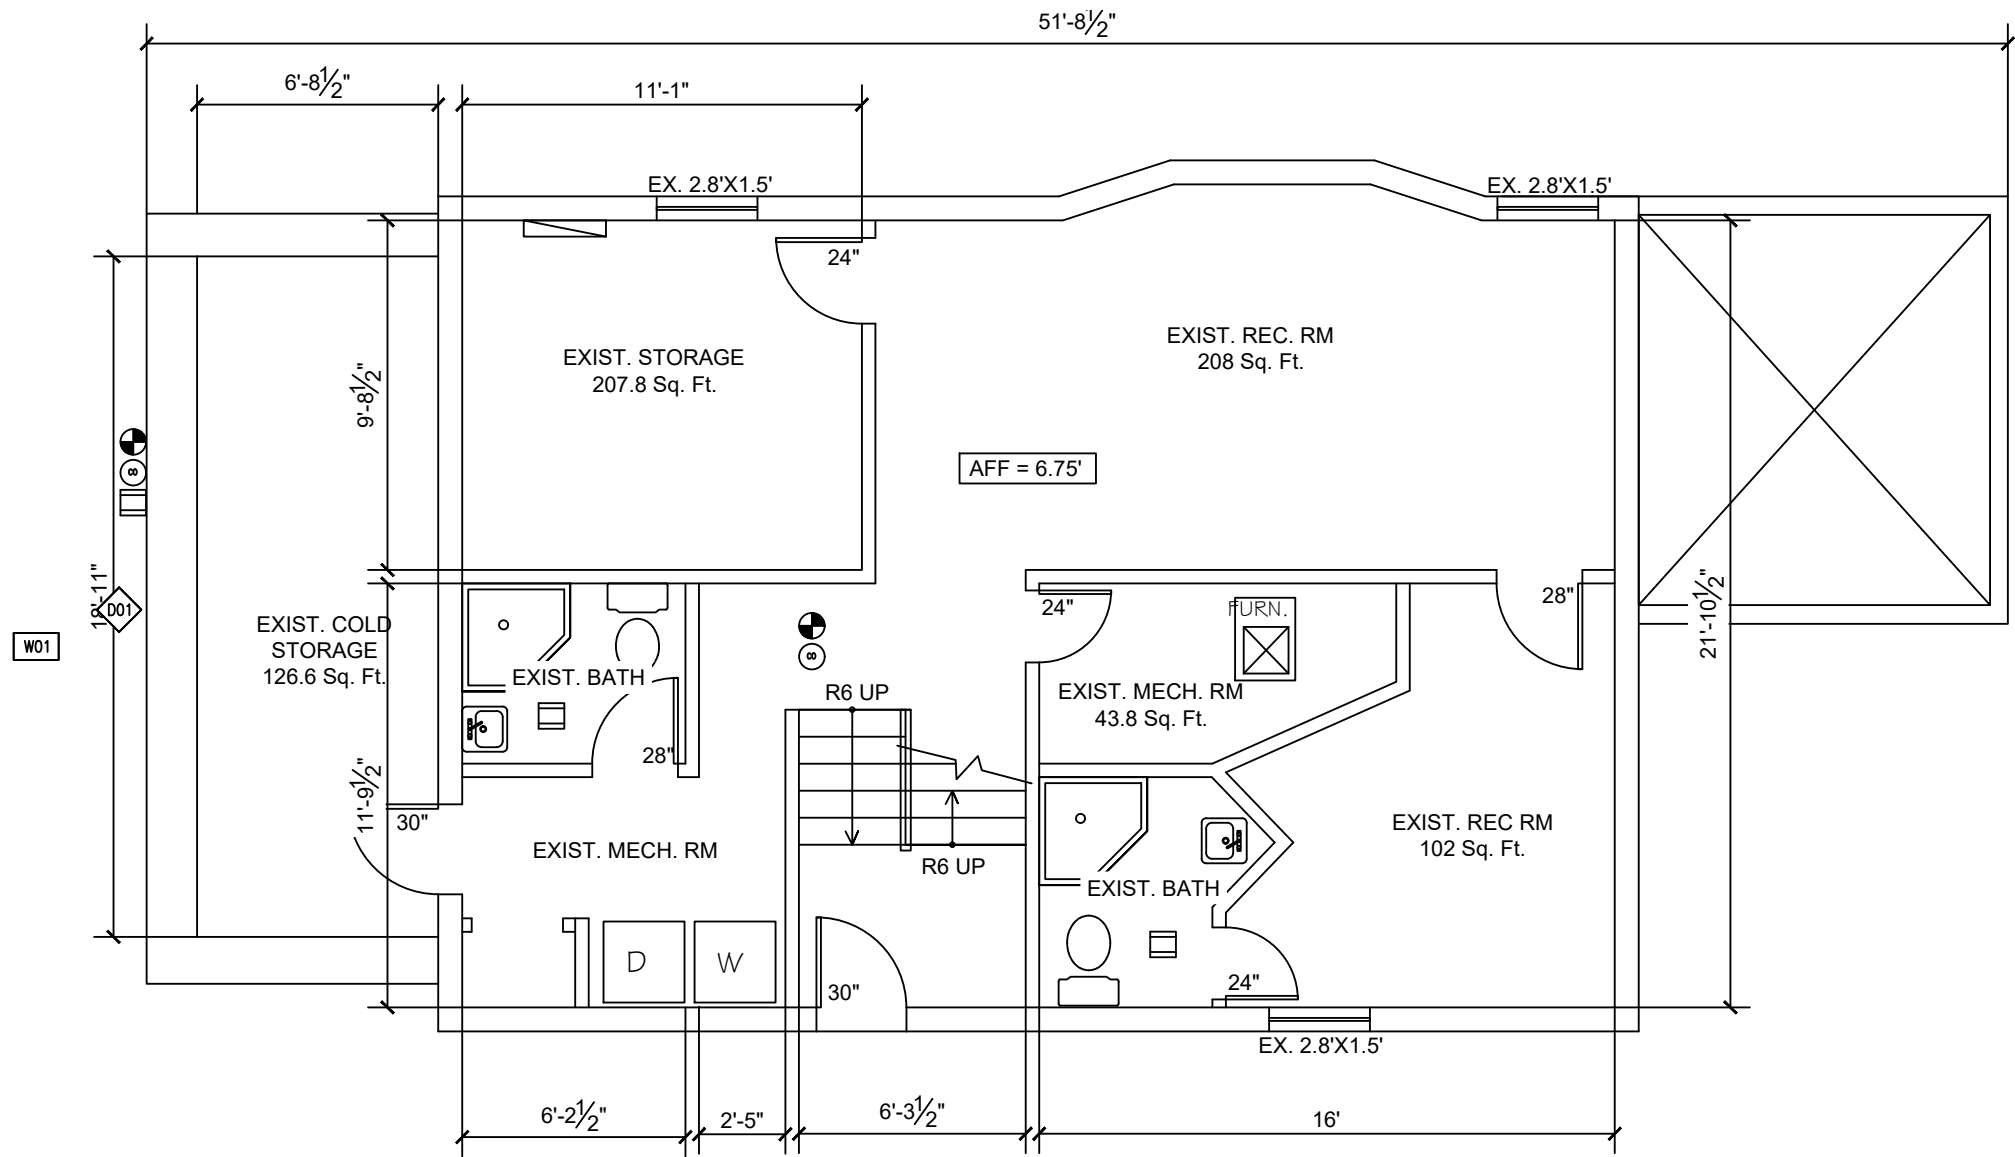 51'-8½"
6'-8½"
11'-1"
EX. 2.8'X1.5'
EX. 2.8'X1.5'
24"
EXIST. REC. RM
208 Sq. Ft.
EXIST. STORAGE
207.8 Sq. Ft.
9'-8½"
AFF = 6.75'
18'-11"
D01
W01
EXIST. COLD
STORAGE
126.6 Sq. Ft.
24"
FURN.
28"
21'-10½"
EXIST. BATH
R6 UP
EXIST. MECH. RM
43.8 Sq. Ft.
28"
11'-9½"
30"
EXIST. MECH. RM
R6 UP
EXIST. REC RM
102 Sq. Ft.
EXIST. BATH
D
W
30"
24"
EX. 2.8'X1.5'
6'-2½"
2'-5"
6'-3½"
16'